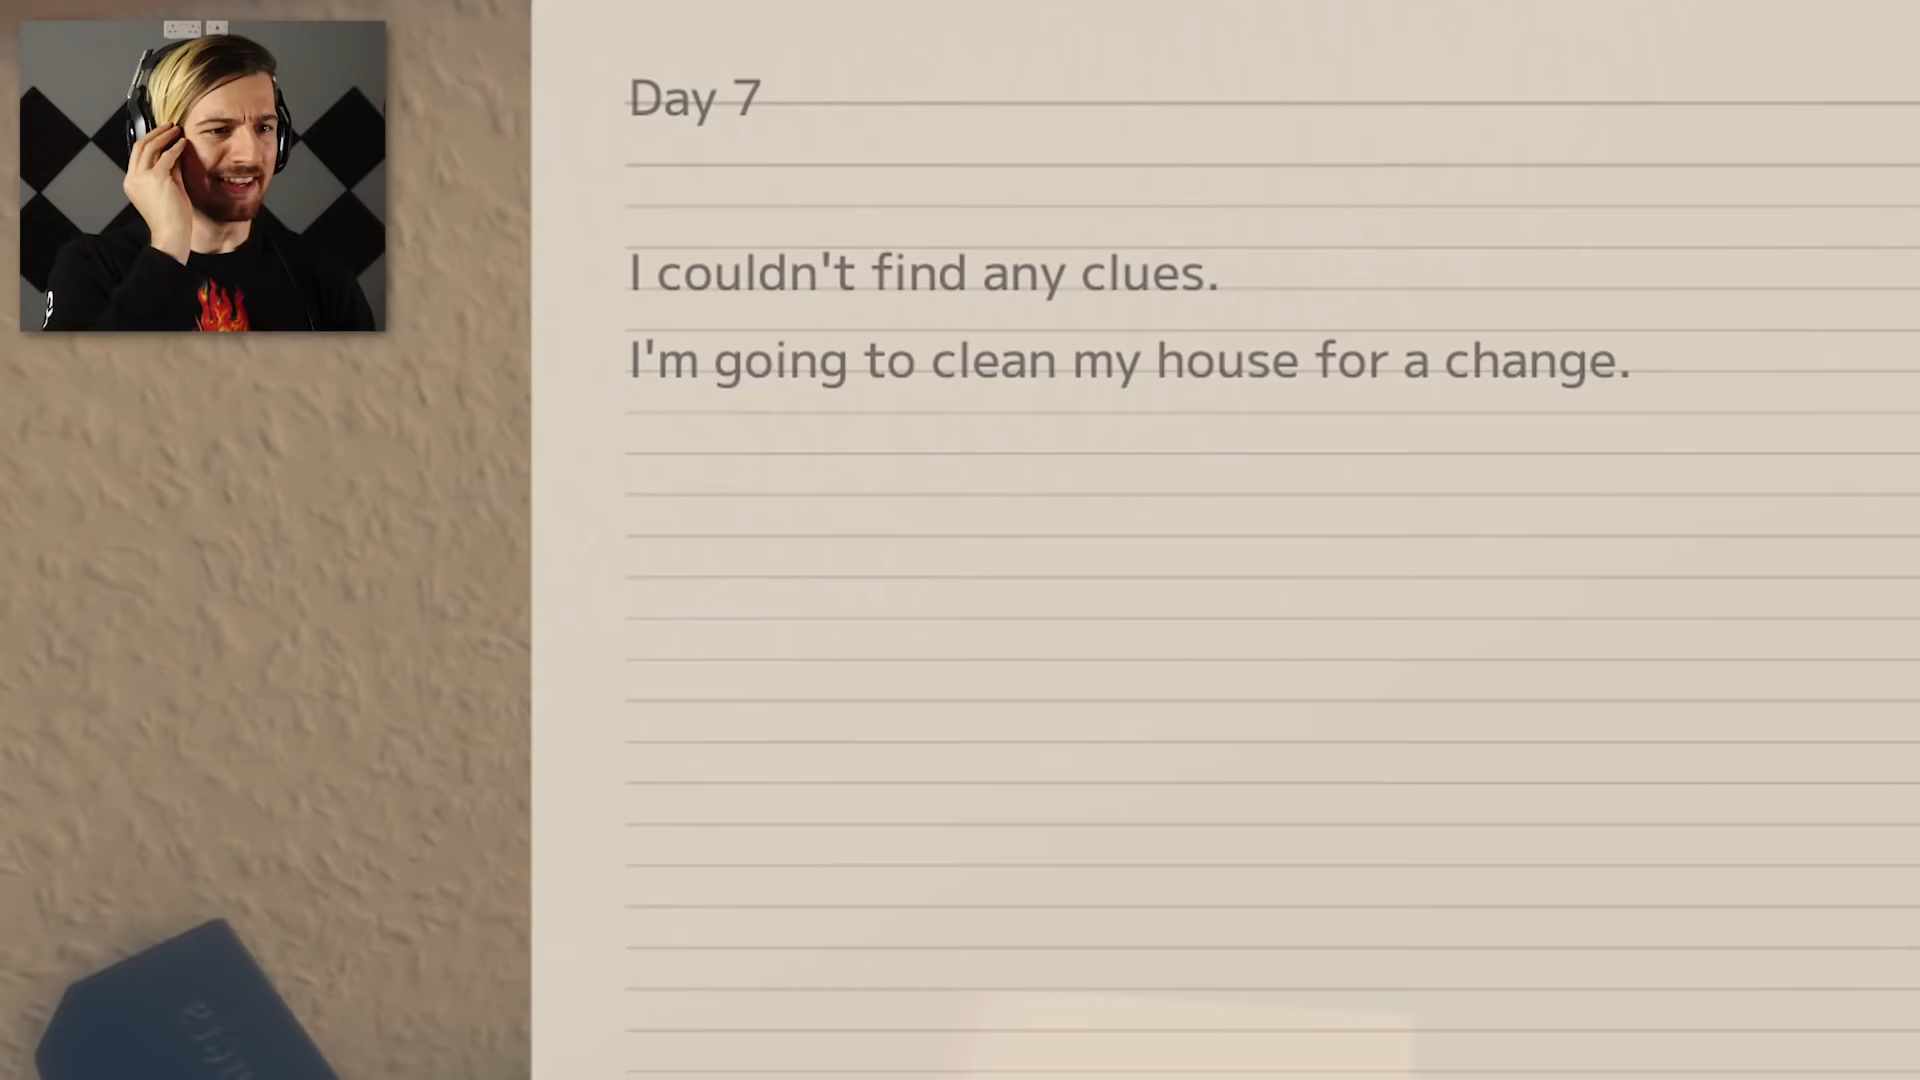 Day 7
I couldn't find any clues.
I'm going to clean my house for a change.